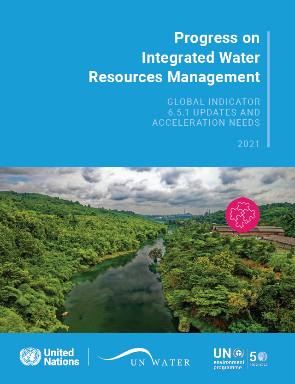 Progress on
Integrated Water
Resources Management
GLOBAL INDICATOR
6.5.1 UPDATES AND
ACCELERATION NEEDS
2021
United
Nations
UN WATER
UN
environment
programme
50